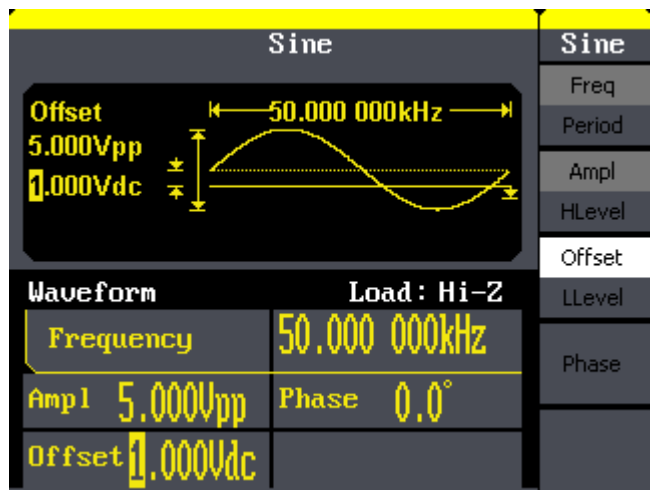 Sine
Offset
50.000 000kHz
5.000Vpp
1.000Vdc
Waveform Load: Hi-Z
Frequency 50.000 000kHz
Ampl 5.000Vpp Phase 0.0°
Offset 1.000Vdc
Sine
Freq
Period
Ampl
HLevel
Offset
LLevel
Phase